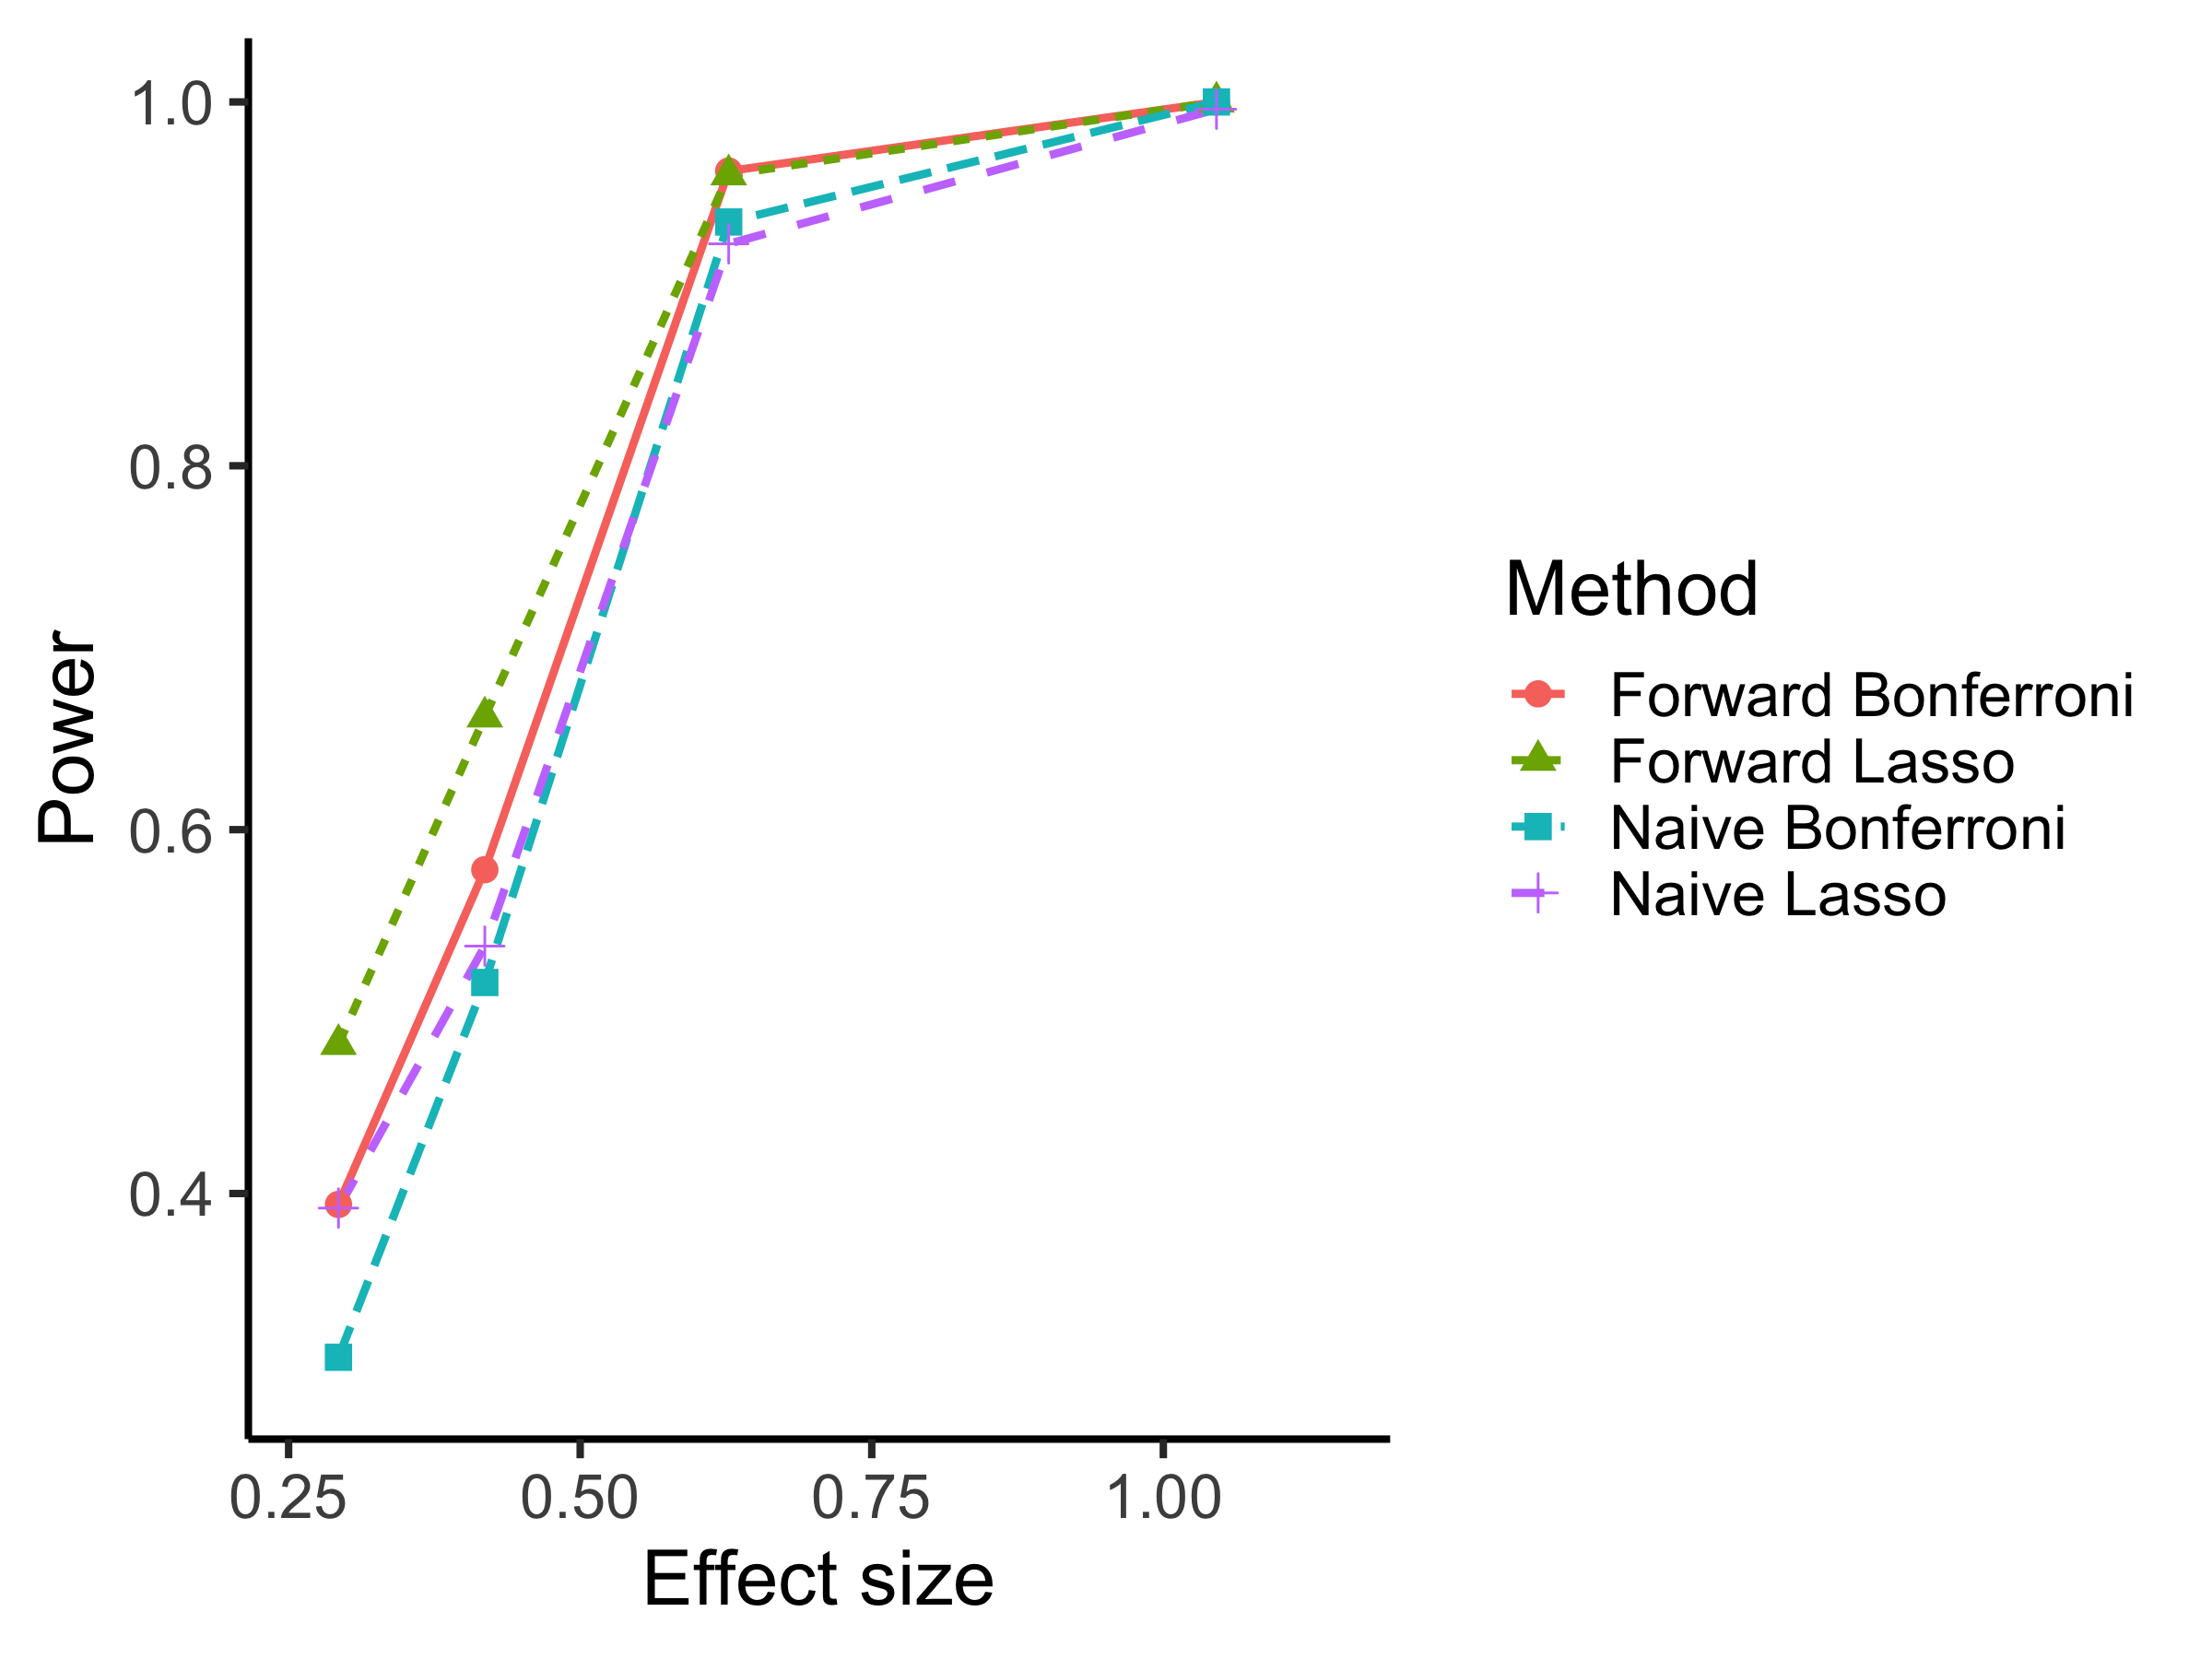 Power
1.0
0.8
0.6
0.4
0.25 0.50 0.75 1.00
Effect size
Method
Forward Bonferroni
Forward Lasso
Naive Bonferroni
Naive Lasso